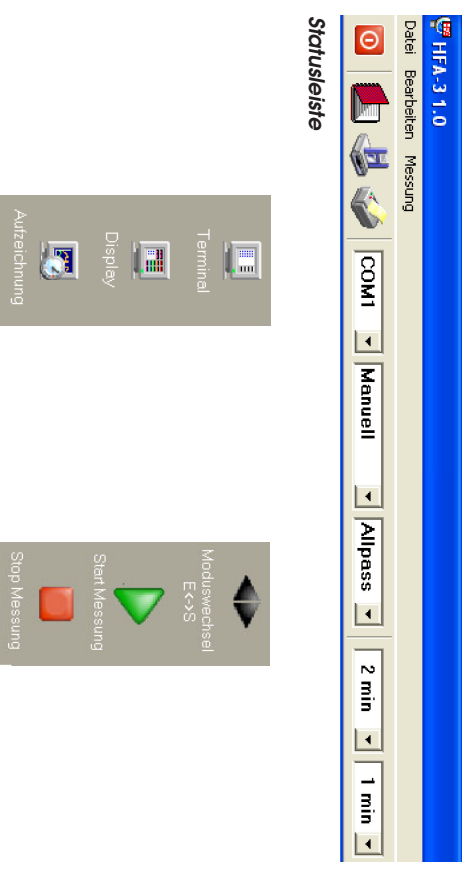 HFA-3 1.0
Datei Bearbeiten Messung
COM1 Manuell Allpass 2 min 1 min
Statusleiste
Terminal
Display
Aufzeichnung
Moduswechsel
E<->S
Start Messung
Stop Messung